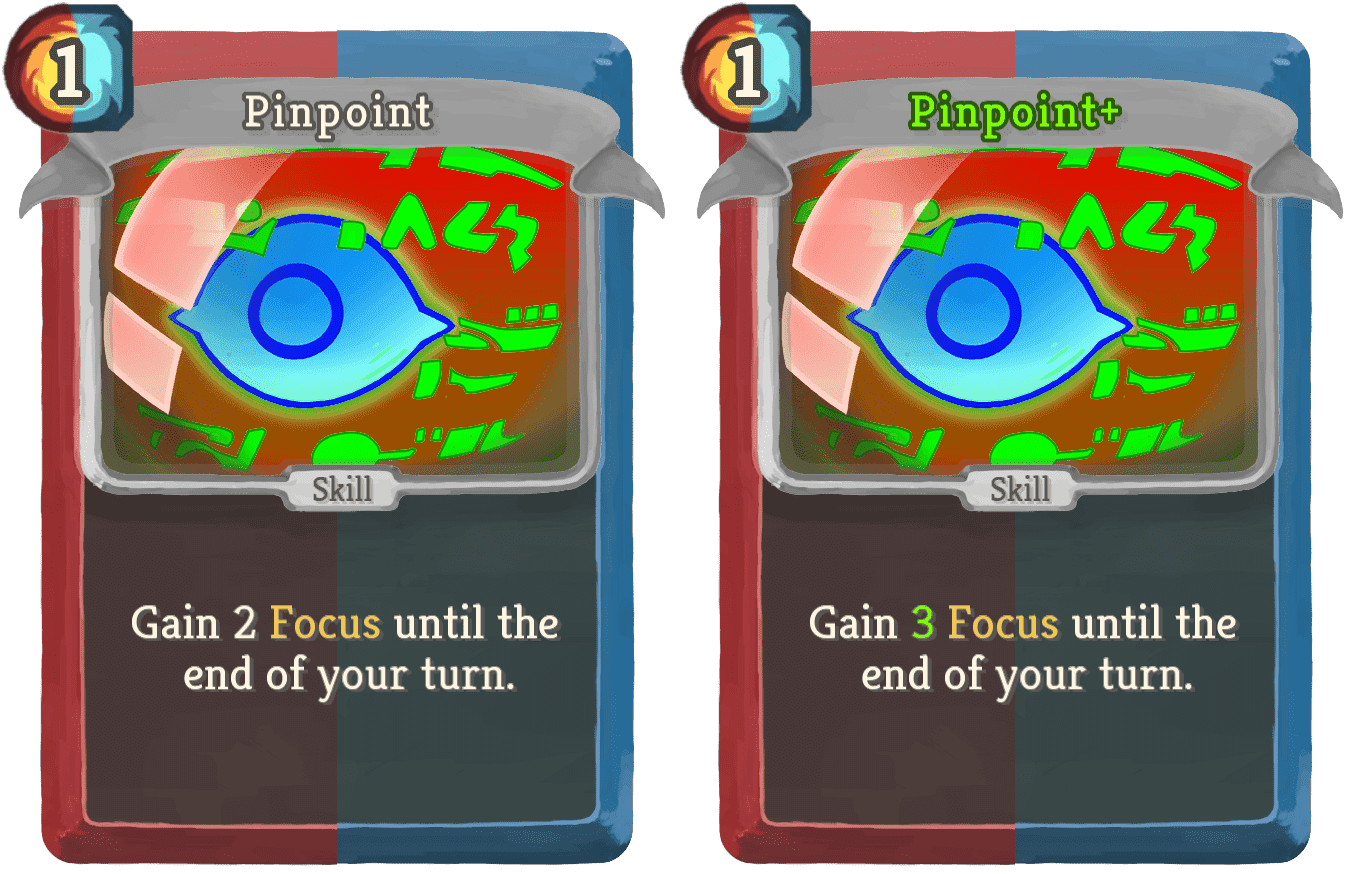 1
Pinpoint
Skill
Gain 2 Focus until the
end of your turn.
1
Pinpoint+
Skill
Gain 3 Focus until the
end of your turn.